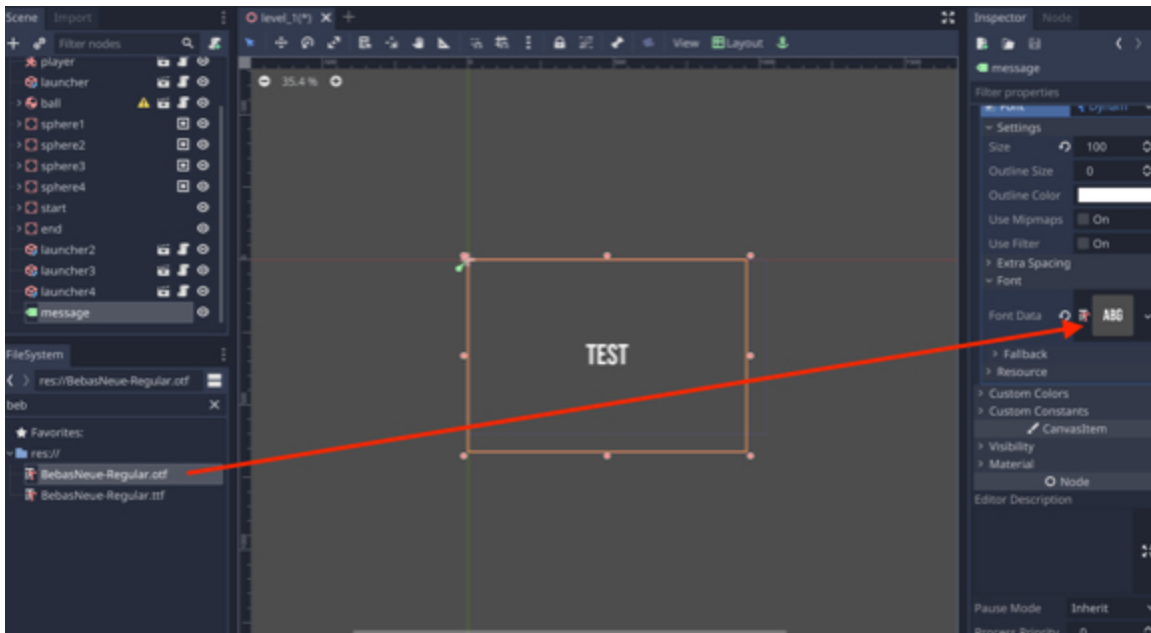 Scene Import
Filter nodes
player
launcher
ball
sphere1
sphere2
sphere3
sphere4
start
end
launcher2
launcher3
launcher4
message
FileSystem
res://BebasNeue-Regular.otf
beb
Favorites:
res://
BebasNeue-Regular.otf
BebasNeue-Regular.ttf
level_1(*)
View Layout
35.4 %
TEST
Inspector Node
message
Filter properties
Font
Settings
Size 100
Outline Size 0
Outline Color
Use Mipmaps On
Use Filter On
Extra Spacing
Font
Font Data ABG
Fallback
Resource
Custom Colors
Custom Constants
CanvasItem
Visibility
Material
Node
Editor Description
Pause Mode Inherit
Process Priority 0